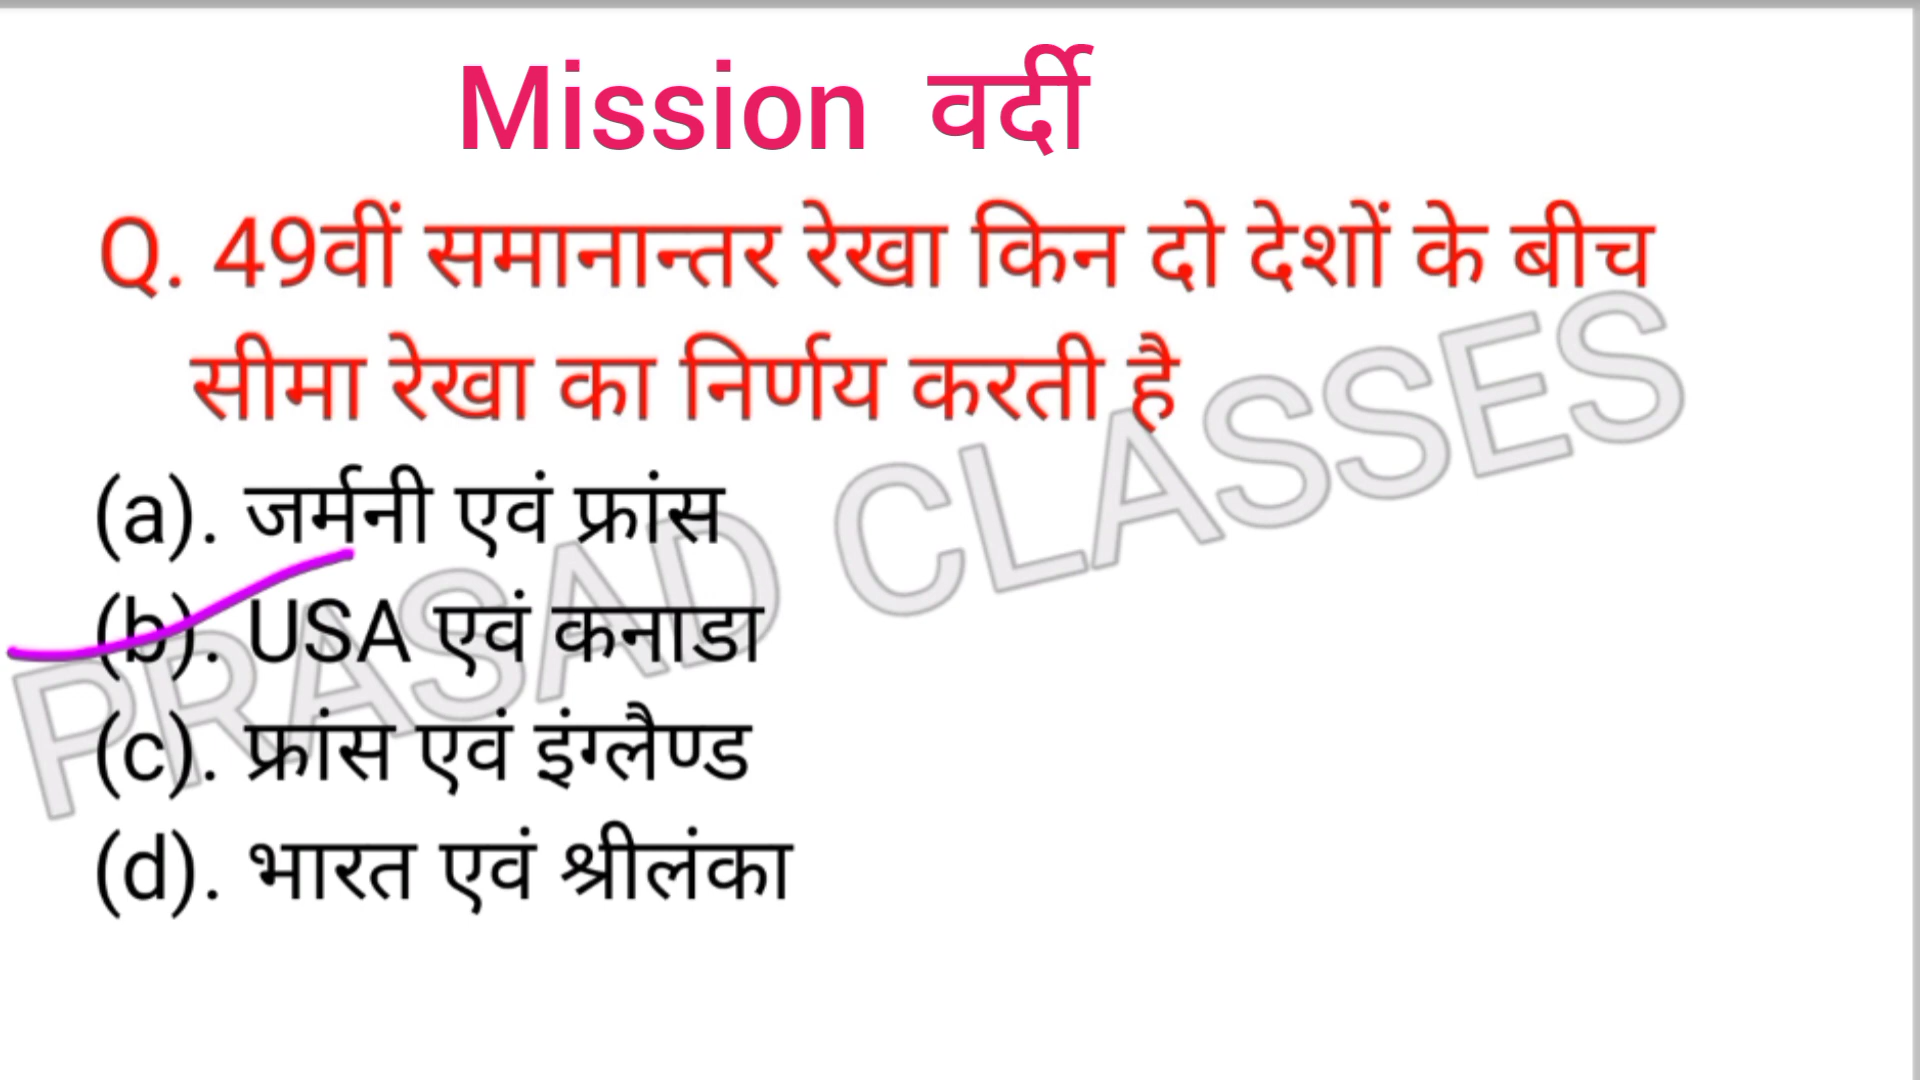 Mission वर्दी
Q. 49वीं समानान्तर रेखा किन दो देशों के बीच
सीमा रेखा का निर्णय करती है
(a). जर्मनी एवं फ्रांस
(b). USA एवं कनाडा
(c). फ्रांस एवं इंग्लैण्ड
(d). भारत एवं श्रीलंका
PRASAD CLASSES